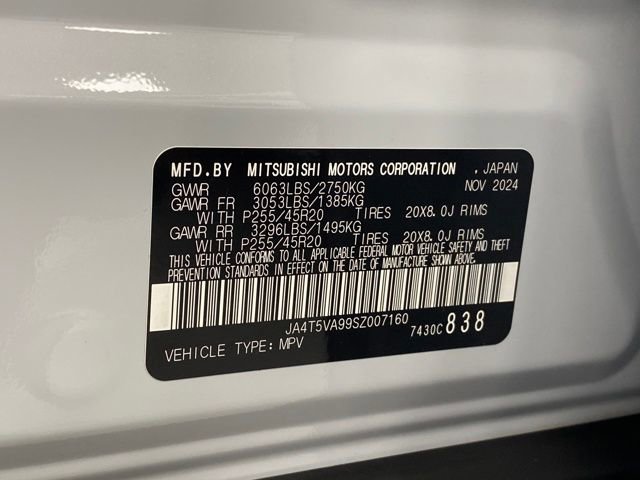 MFD.BY MITSUBISHI MOTORS CORPORATION , JAPAN
GVWR 6063LBS/2750KG NOV 2024
GAWR FR 3053LBS/1385KG
WITH P255/45R20 TIRES 20X8.0J RIMS
GAWR RR 3296LBS/1495KG
WITH P255/45R20 TIRES 20X8.0J RIMS
THIS VEHICLE CONFORMS TO ALL APPLICABLE FEDERAL MOTOR VEHICLE SAFETY AND THEFT
PREVENTION STANDARDS IN EFFECT ON THE DATE OF MANUFACTURE SHOWN ABOVE.
JA4T5VA99SZ007160 7430C 838
VEHICLE TYPE: MPV